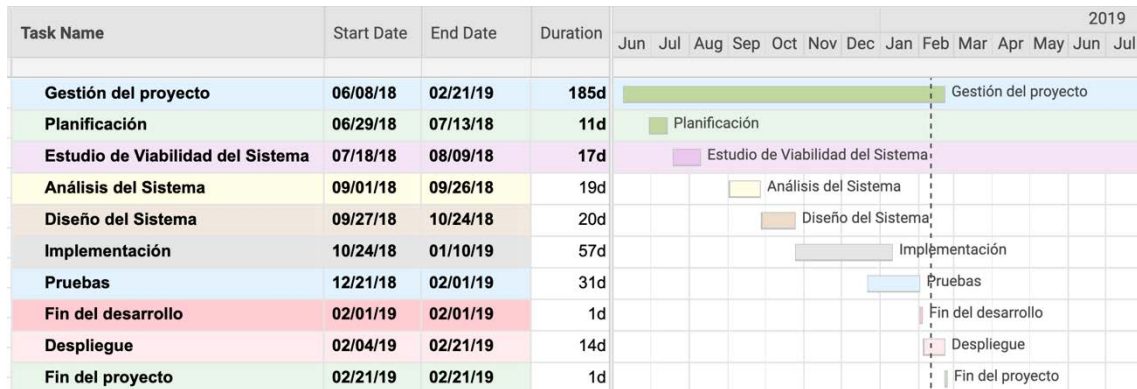 2019
Task Name Start Date End Date Duration Jun Jul Aug Sep Oct Nov Dec Jan Feb Mar Apr May Jun Jul
Gestión del proyecto 06/08/18 02/21/19 185d Gestión del proyecto
Planificación 06/29/18 07/13/18 11d Planificación
Estudio de Viabilidad del Sistema 07/18/18 08/09/18 17d Estudio de Viabilidad del Sistema
Análisis del Sistema 09/01/18 09/26/18 19d Análisis del Sistema
Diseño del Sistema 09/27/18 10/24/18 20d Diseño del Sistema
Implementación 10/24/18 01/10/19 57d Implementación
Pruebas 12/21/18 02/01/19 31d Pruebas
Fin del desarrollo 02/01/19 02/01/19 1d Fin del desarrollo
Despliegue 02/04/19 02/21/19 14d Despliegue
Fin del proyecto 02/21/19 02/21/19 1d Fin del proyecto